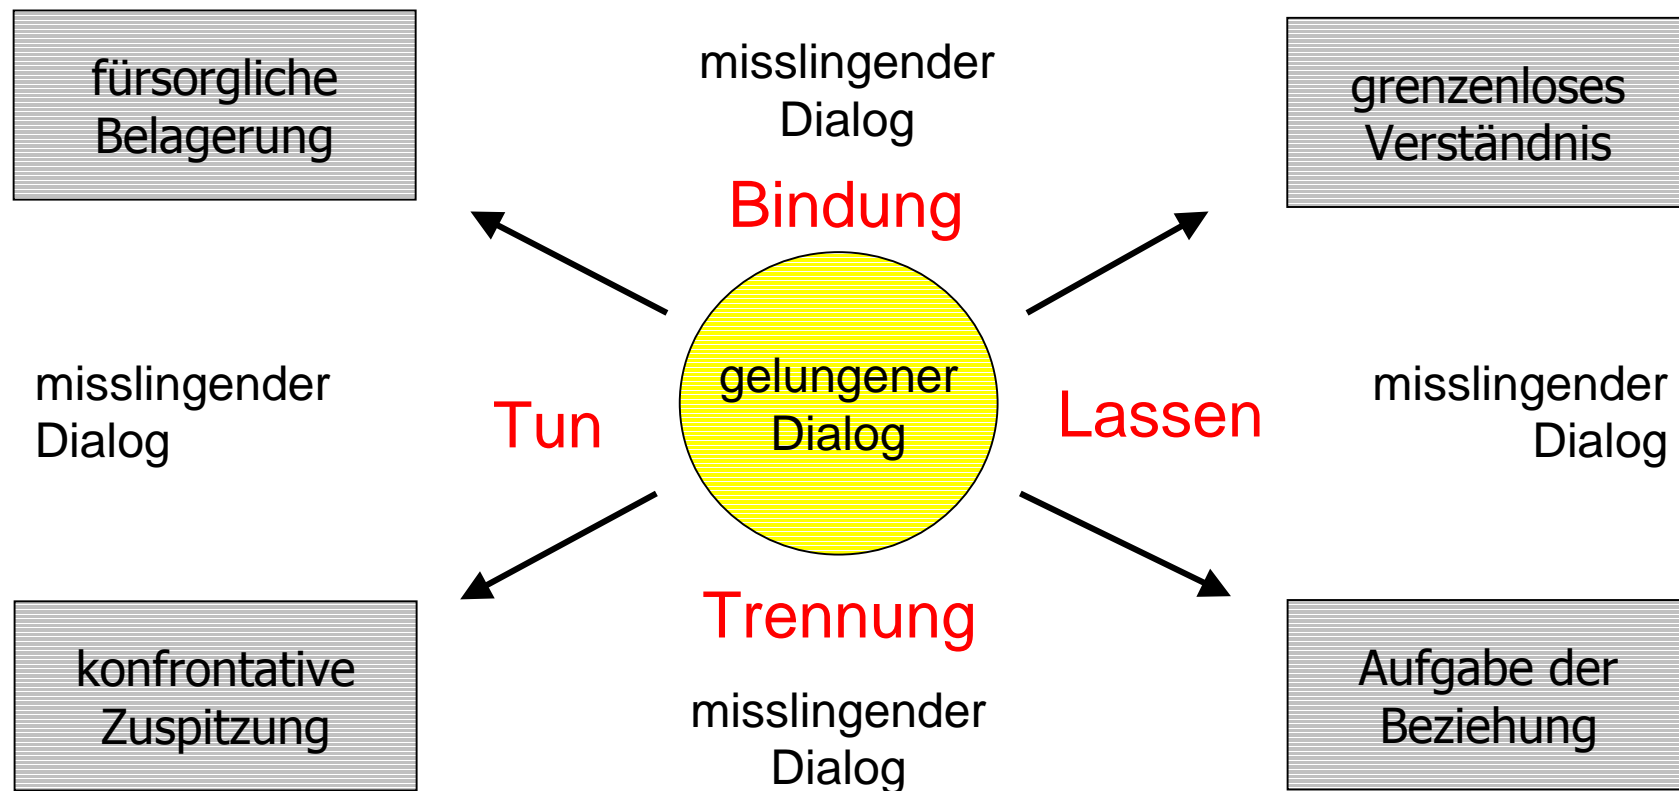 fürsorgliche
Belagerung
misslingender
Dialog
grenzenloses
Verständnis
Bindung
misslingender
Dialog
Tun
gelungener
Dialog
Lassen
misslingender
Dialog
Trennung
konfrontative
Zuspitzung
misslingender
Dialog
Aufgabe der
Beziehung